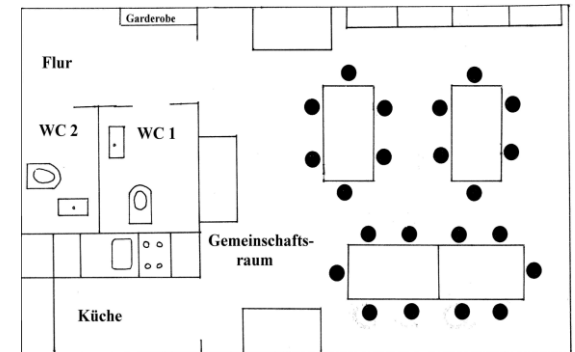 Garderobe
Flur
WC 2
WC 1
Gemeinschafts-
raum
Küche